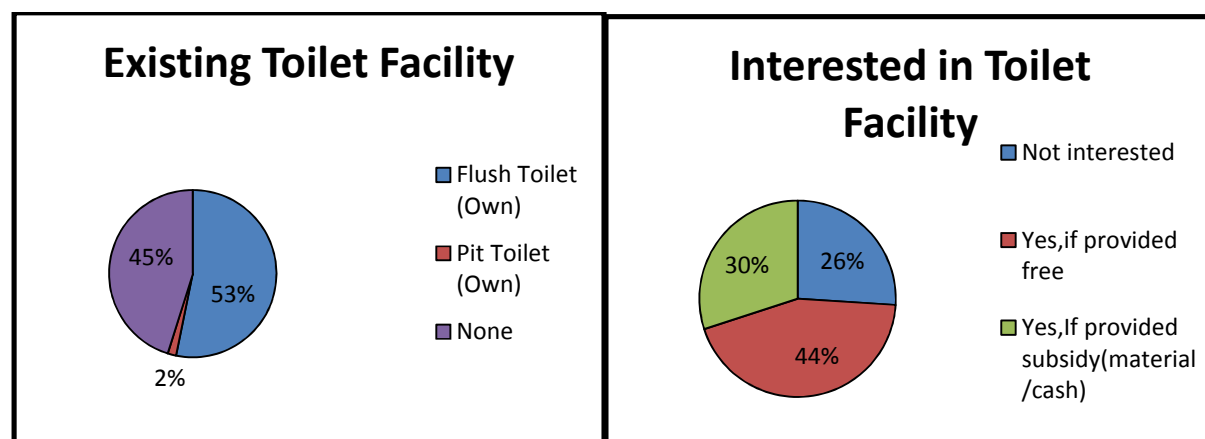 Existing Toilet Facility
Flush Toilet
(Own)
Pit Toilet
(Own)
None
45%
53%
2%
Interested in Toilet
Facility
Not interested
Yes,if provided
free
Yes,If provided
subsidy(material
/cash)
30%
26%
44%